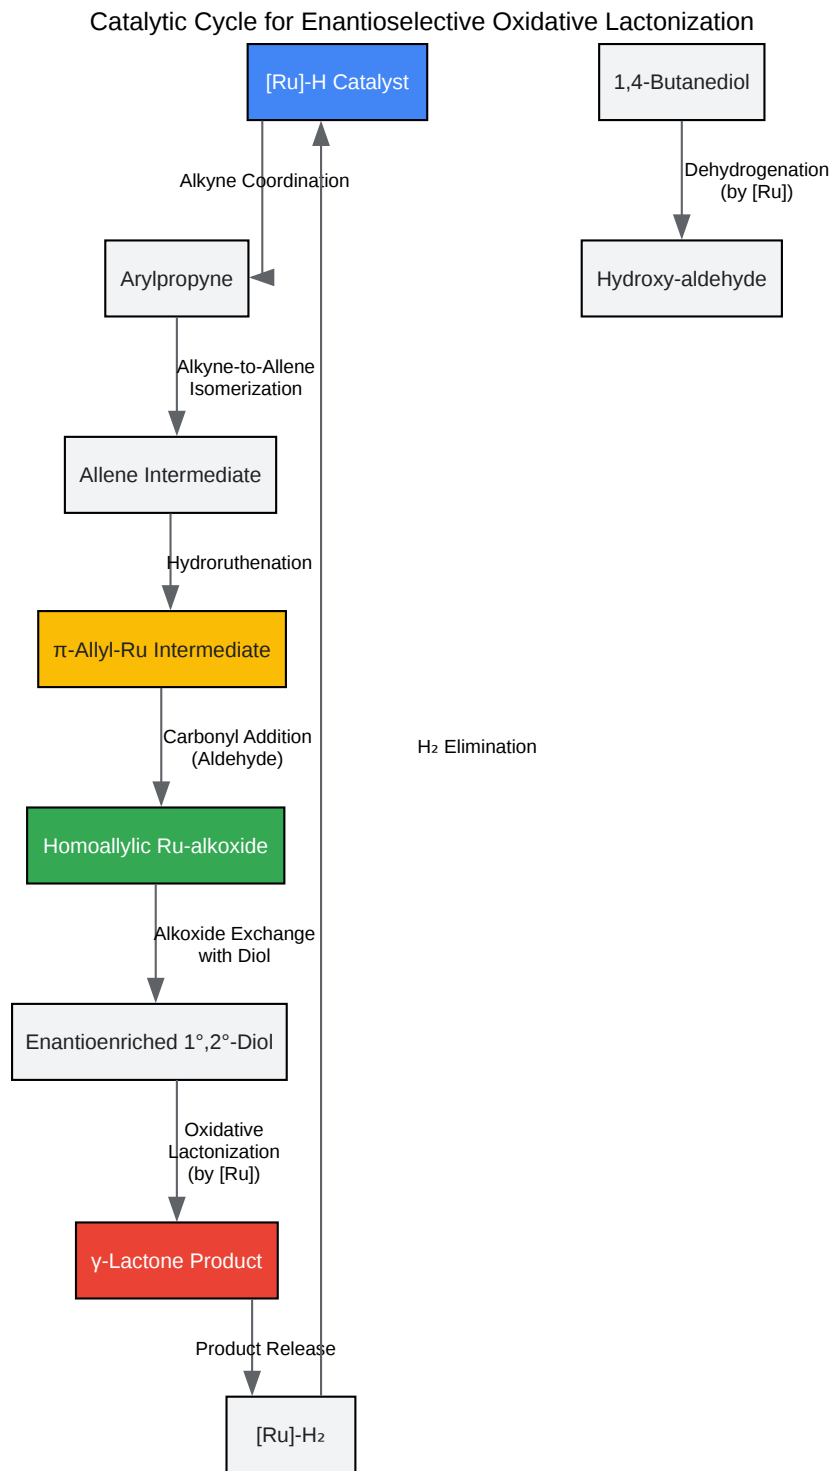 Catalytic Cycle for Enantioselective Oxidative Lactonization
[Ru]-H Catalyst
1,4-Butanediol
Alkyne Coordination
Dehydrogenation
(by [Ru])
Arylpropyne
Hydroxy-aldehyde
Alkyne-to-Allene
Isomerization
Allene Intermediate
Hydroruthenation
π-Allyl-Ru Intermediate
Carbonyl Addition
(Aldehyde)
H₂ Elimination
Homoallylic Ru-alkoxide
Alkoxide Exchange
with Diol
Enantioenriched 1°,2°-Diol
Oxidative
Lactonization
(by [Ru])
γ-Lactone Product
Product Release
[Ru]-H₂